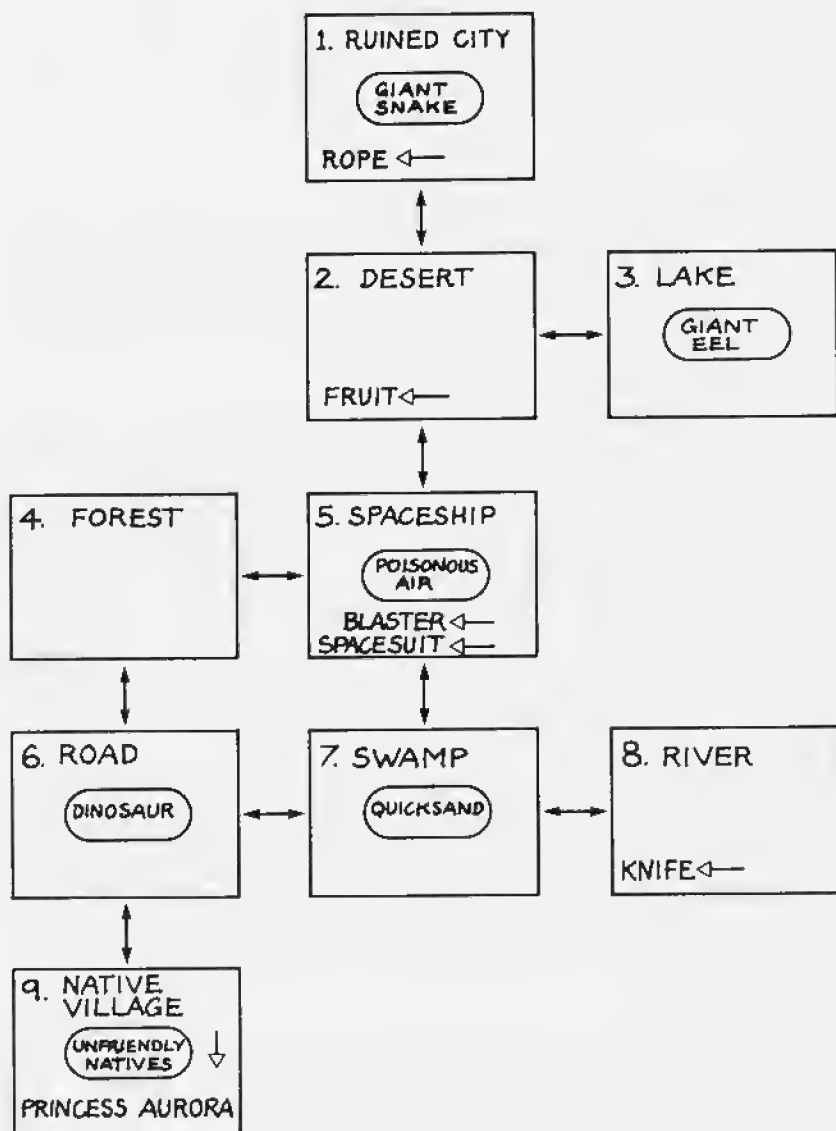 1. RUINED CITY
GIANT
SNAKE
ROPE
2. DESERT
FRUIT
3. LAKE
GIANT
EEL
4. FOREST
5. SPACESHIP
POISONOUS
AIR
BLASTER
SPACESUIT
6. ROAD
DINOSAUR
7. SWAMP
QUICKSAND
8. RIVER
KNIFE
9. NATIVE
VILLAGE
UNFRIENDLY
NATIVES
PRINCESS AURORA